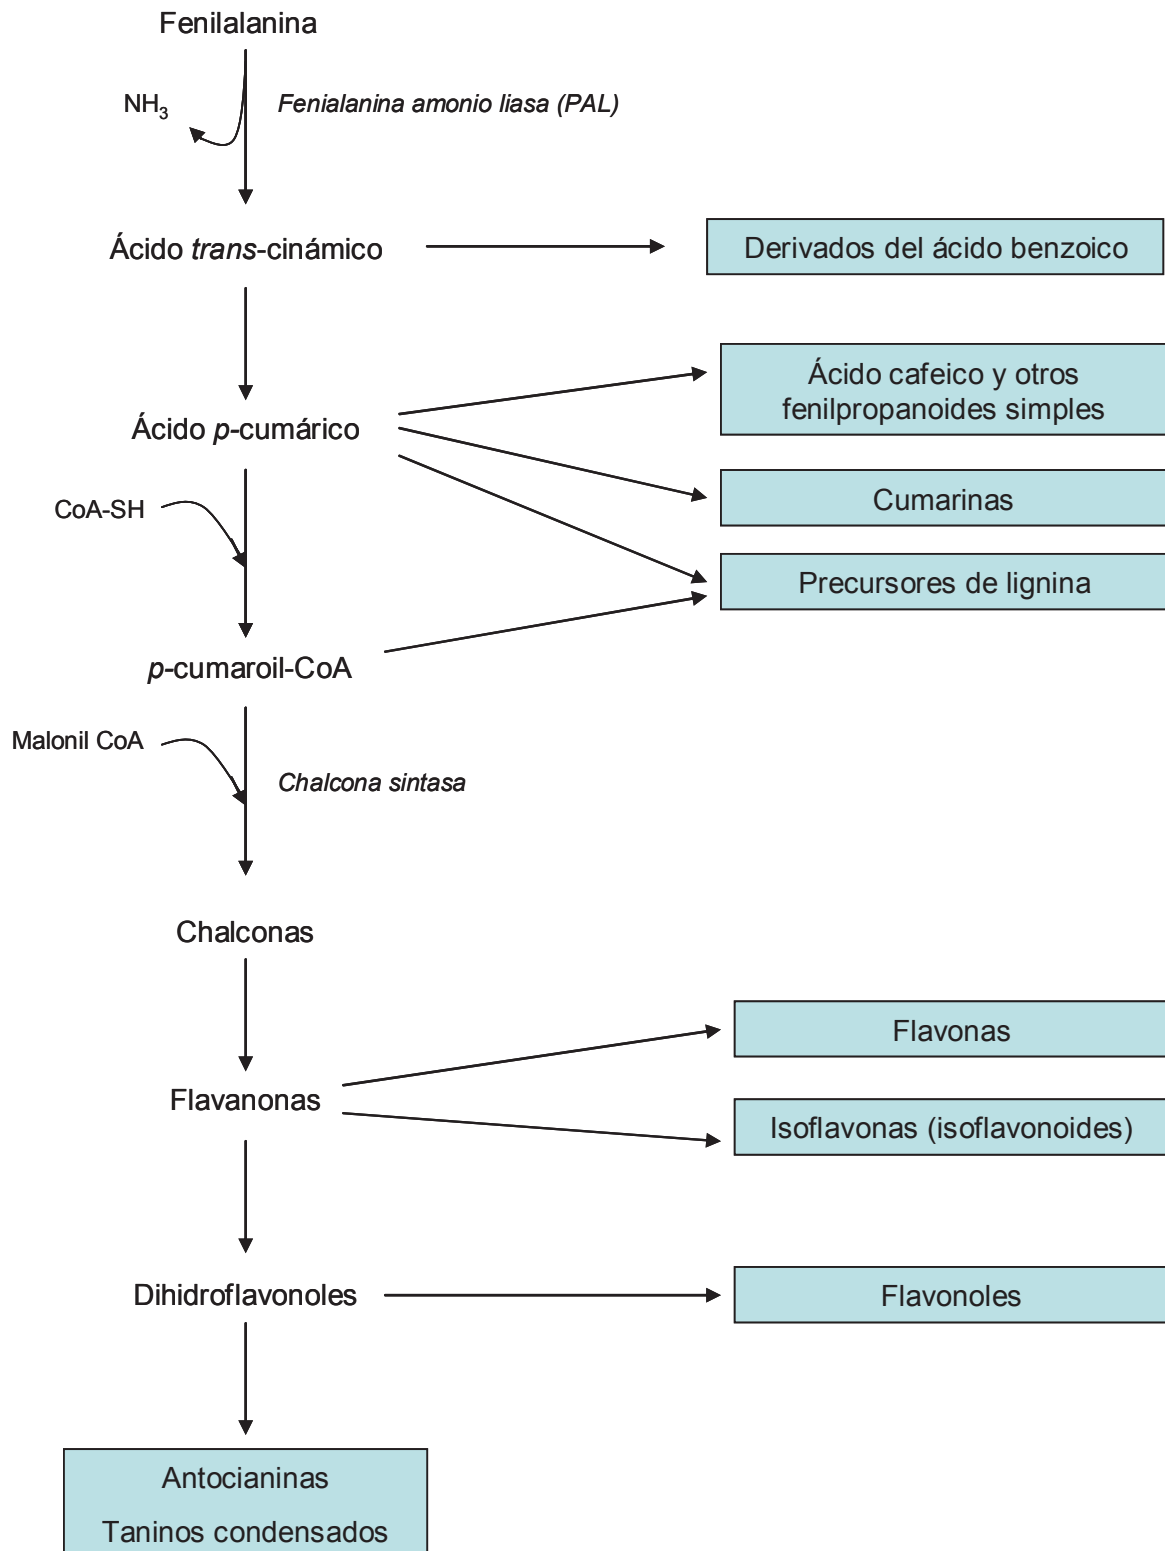 Fenilalanina
NH3
Fenialanina amonio liasa (PAL)
Ácido trans-cinámico
Derivados del ácido benzoico
Ácido cafeico y otros
fenilpropanoides simples
Ácido p-cumárico
Cumarinas
CoA-SH
Precursores de lignina
p-cumaroil-CoA
Malonil CoA
Chalcona sintasa
Chalconas
Flavonas
Flavanonas
Isoflavonas (isoflavonoides)
Dihidroflavonoles
Flavonoles
Antocianinas
Taninos condensados